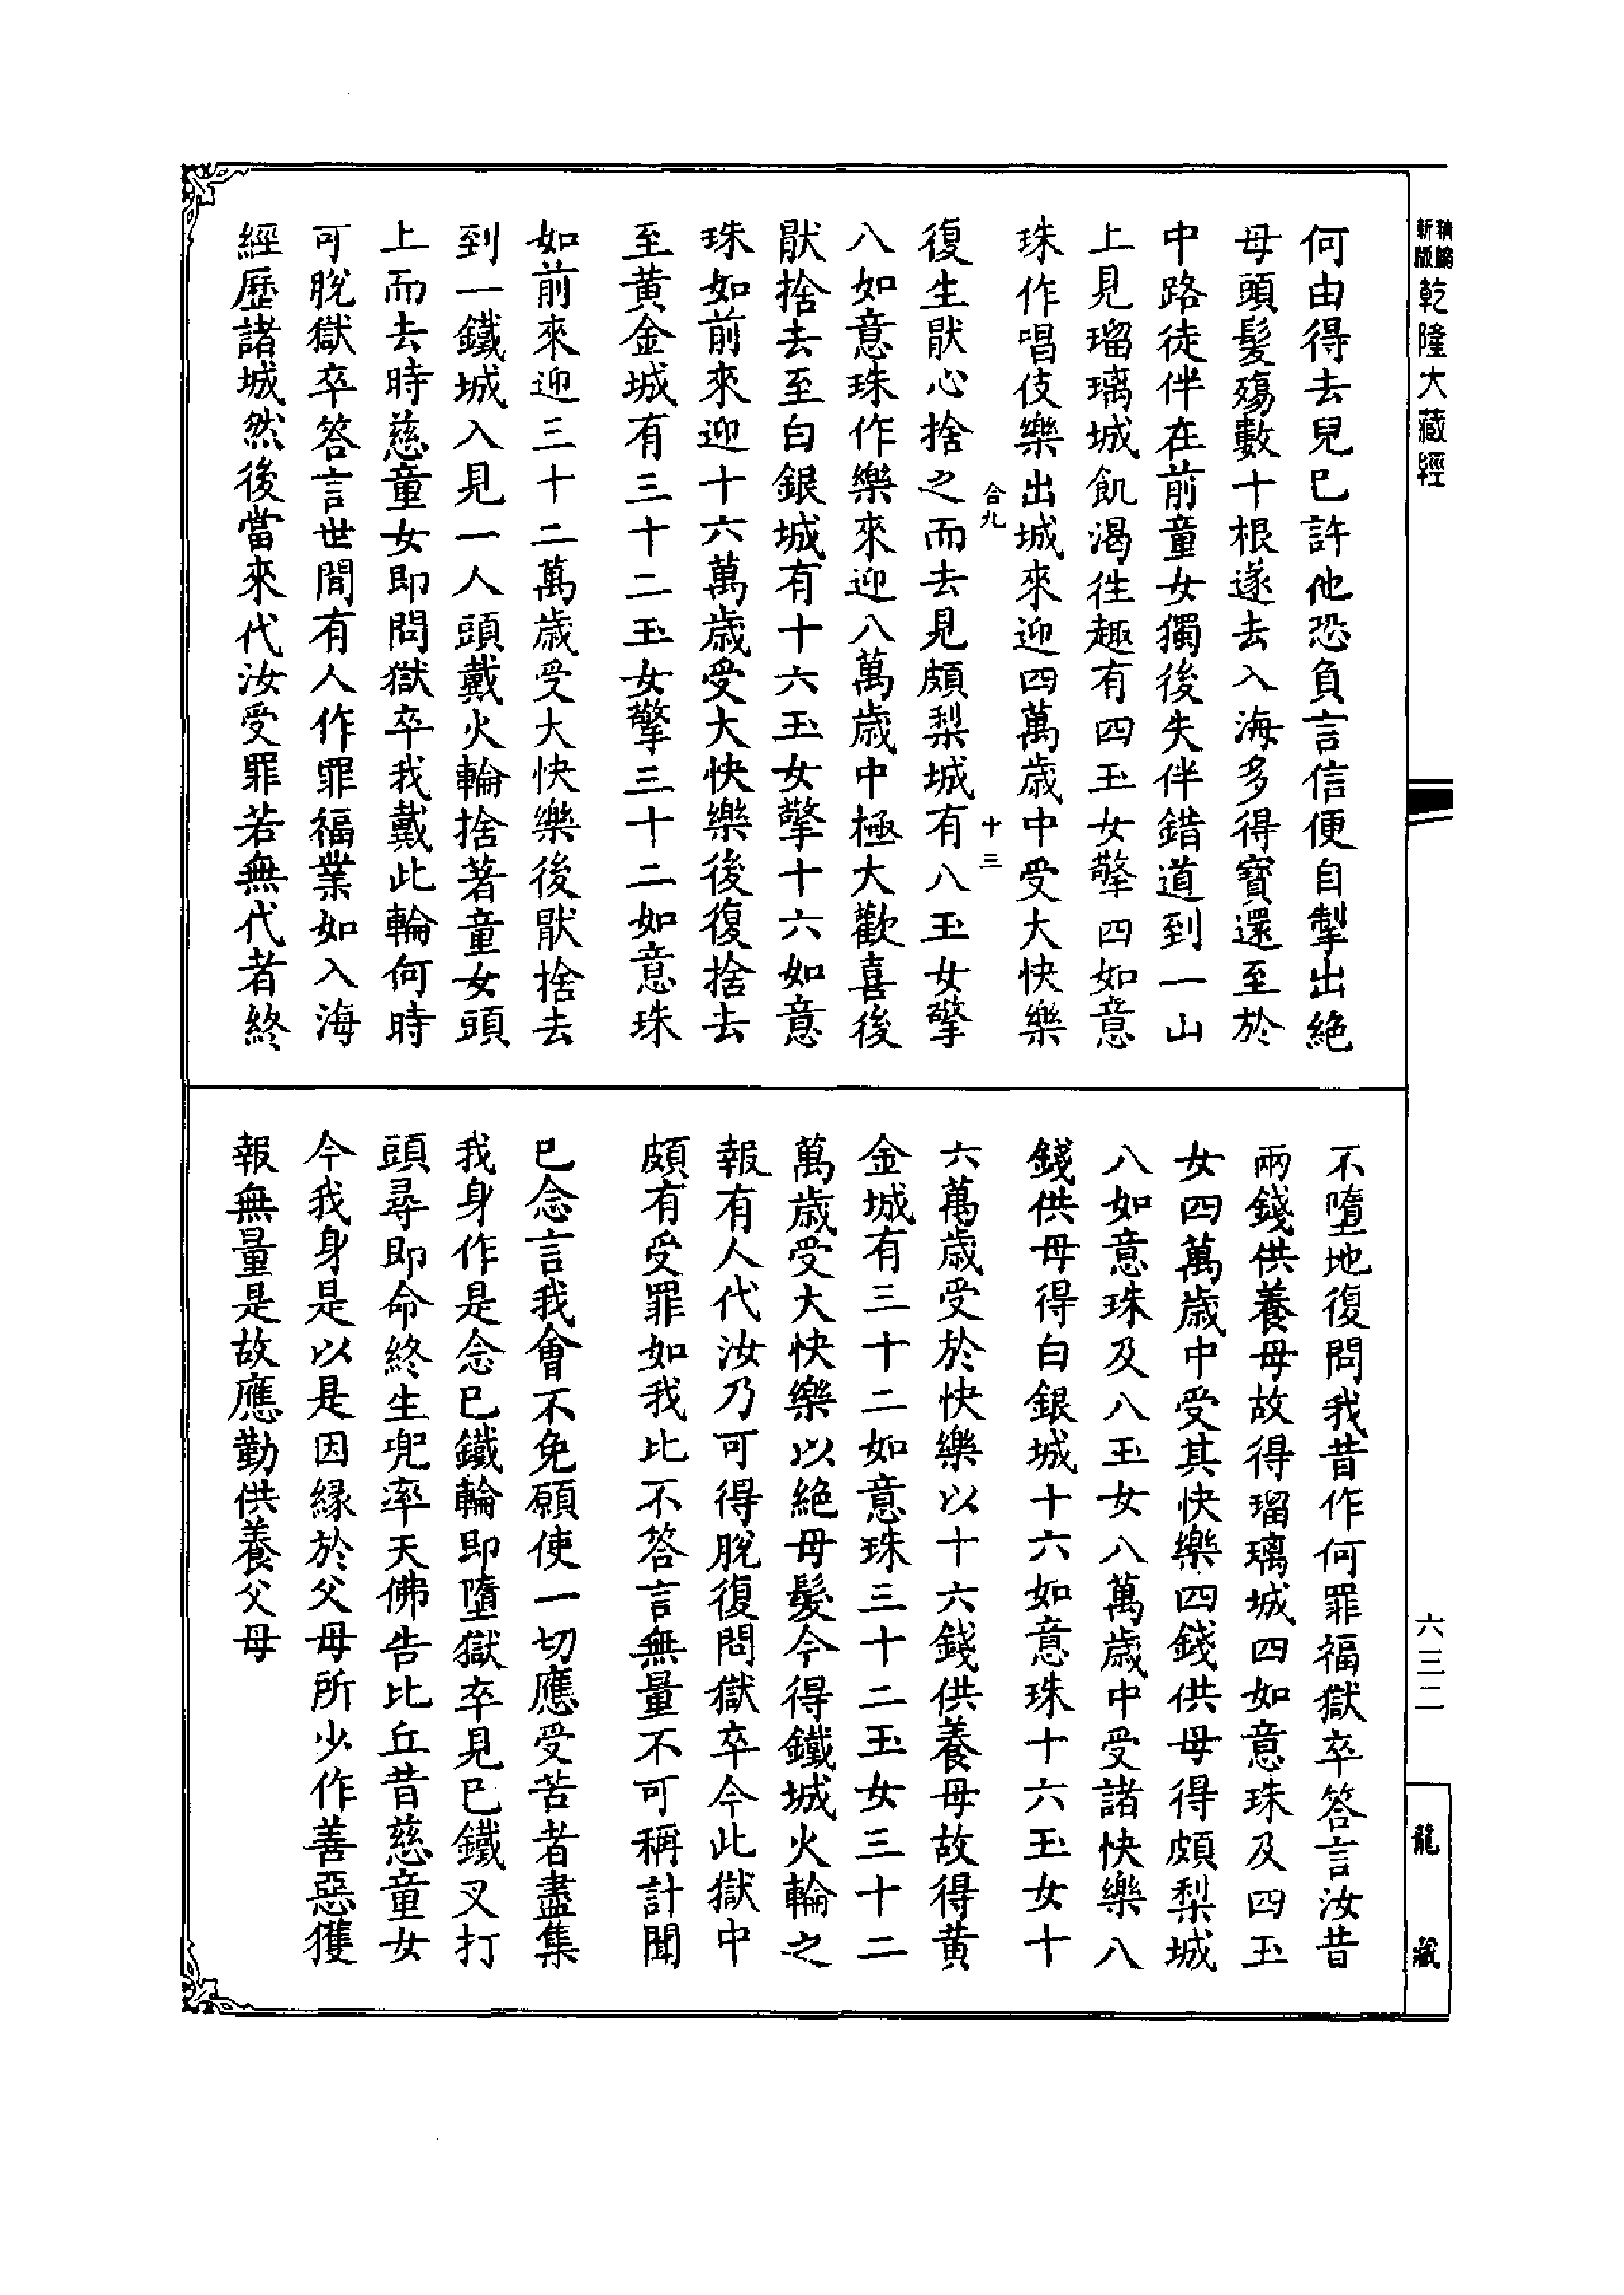 新版精編乾隆大藏經
何由得去兒已許他恐負言信便自掣出絕
母頭髮殤數十根遂去入海多得寶還至於
中路徒伴在前童女獨後失伴錯道到一山
上見瑠璃城飢渴往趣有四玉女擎四如意
珠作唱伎樂出城來迎四萬歲中受大快樂
合九 十三
復生猒心捨之而去見頗梨城有八玉女擎
八如意珠作樂來迎八萬歲中極大歡喜後
猒捨去至白銀城有十六玉女擎十六如意
珠如前來迎十六萬歲受大快樂後復捨去
至黃金城有三十二玉女擎三十二如意珠
如前來迎三十二萬歲受大快樂後猒捨去
到一鐵城入見一人頭戴火輪捨著童女頭
上而去時慈童女即問獄卒我戴此輪何時
可脫獄卒答言世間有人作罪福業如入海
經歷諸城然後當來代汝受罪若無代者終
不墮地復問我昔作何罪福獄卒答言汝昔
兩錢供養母故得瑠璃城四如意珠及四玉
女四萬歲中受其快樂四錢供母得頗梨城
八如意珠及八玉女八萬歲中受諸快樂八
錢供母得白銀城十六如意珠十六玉女十
六萬歲受於快樂以十六錢供養母故得黃
金城有三十二如意珠三十二玉女三十二
萬歲受大快樂以絕母髮今得鐵城火輪之
報有人代汝乃可得脫復問獄卒今此獄中
頗有受罪如我比不答言無量不可稱計聞
已念言我會不免願使一切應受苦者盡集
我身作是念已鐵輪即墮獄卒見已鐵叉打
頭尋即命終生兜率天佛告比丘昔慈童女
今我身是以是因緣於父母所少作善惡獲
報無量是故應勤供養父母
六三二
龍藏